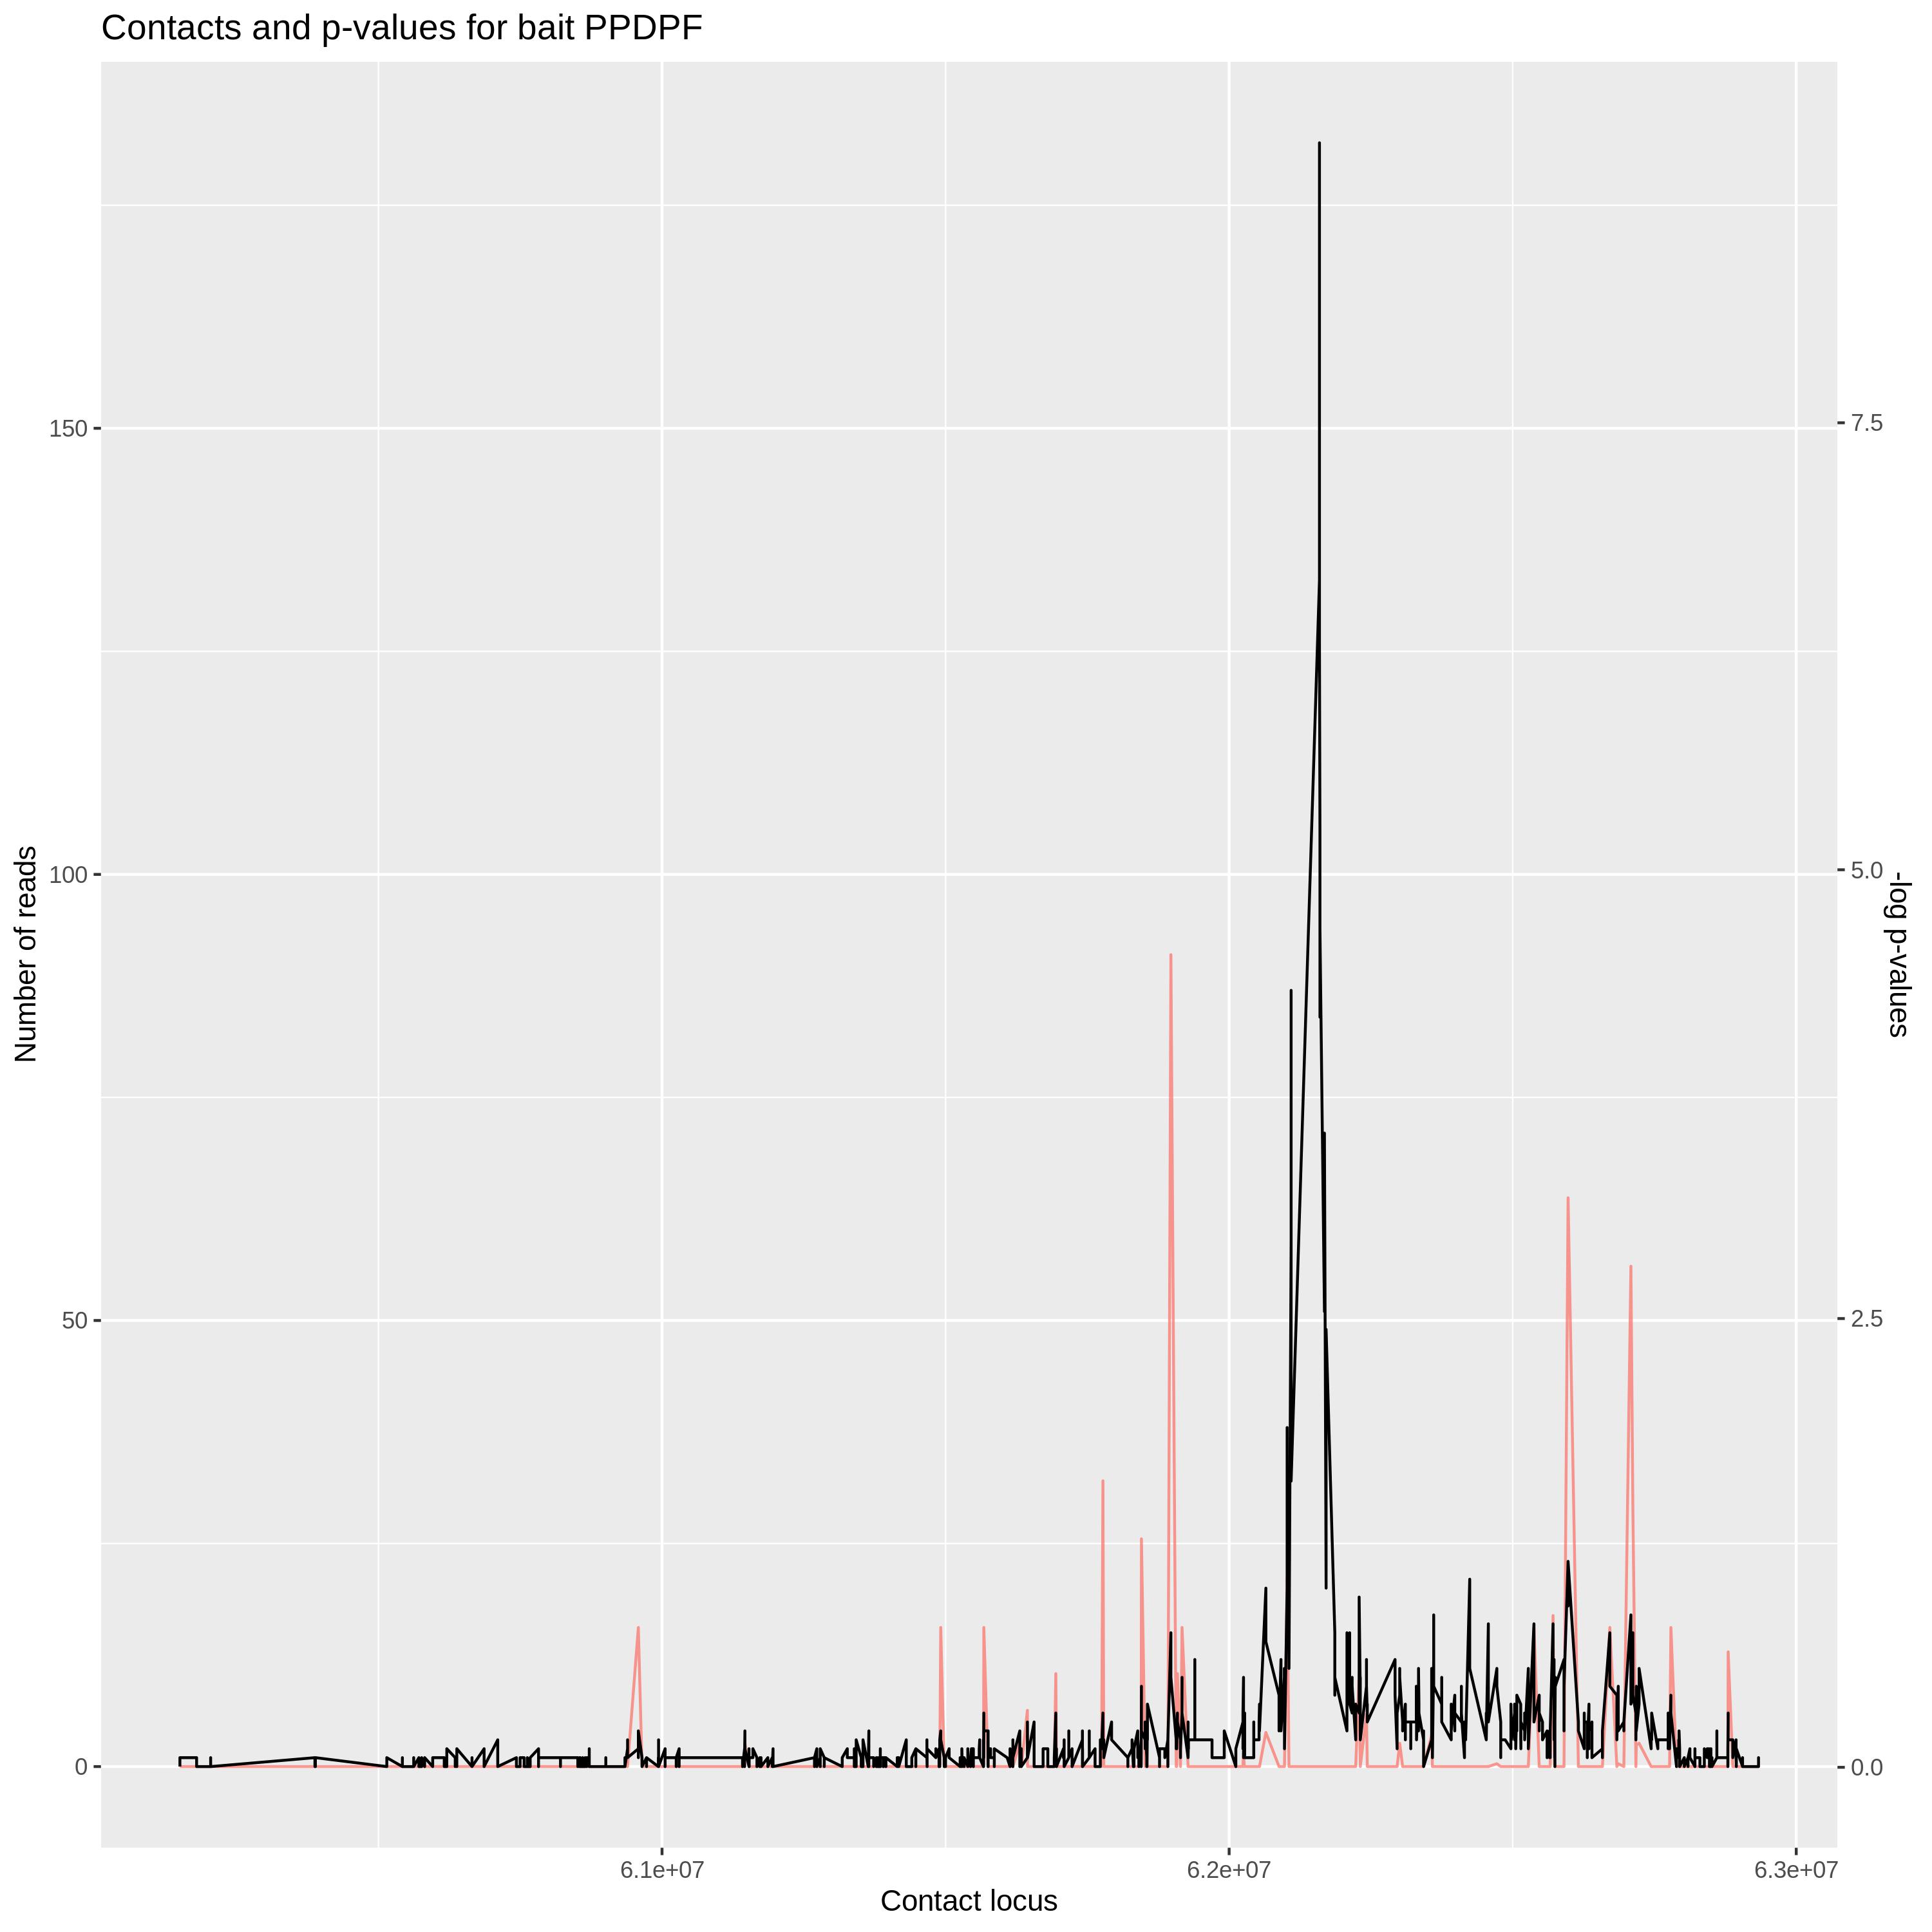 Contacts and p-values for bait PPDPF
150
100
50
0
Number of reads
7.5
5.0
2.5
0.0
-log p-values
6.1e+07
6.2e+07
6.3e+07
Contact locus